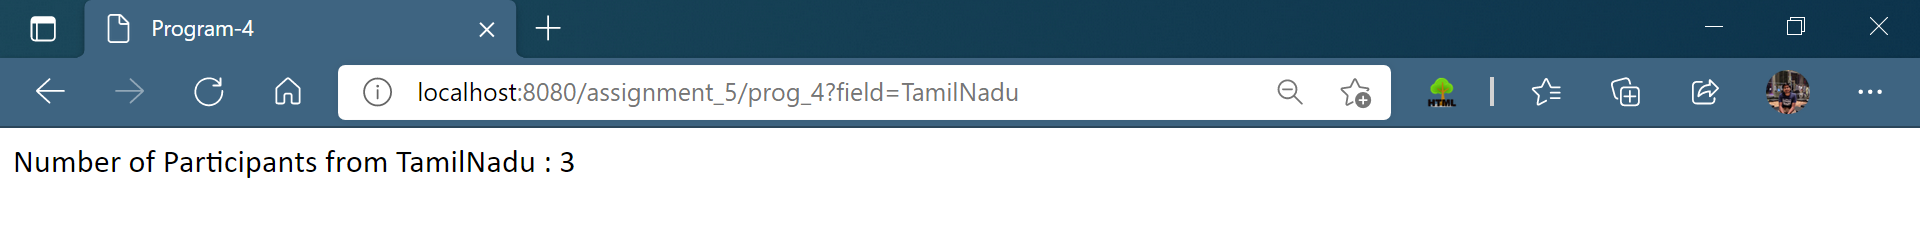 Program-4
localhost:8080/assignment_5/prog_4?field=TamilNadu
HTML
Number of Participants from TamilNadu : 3